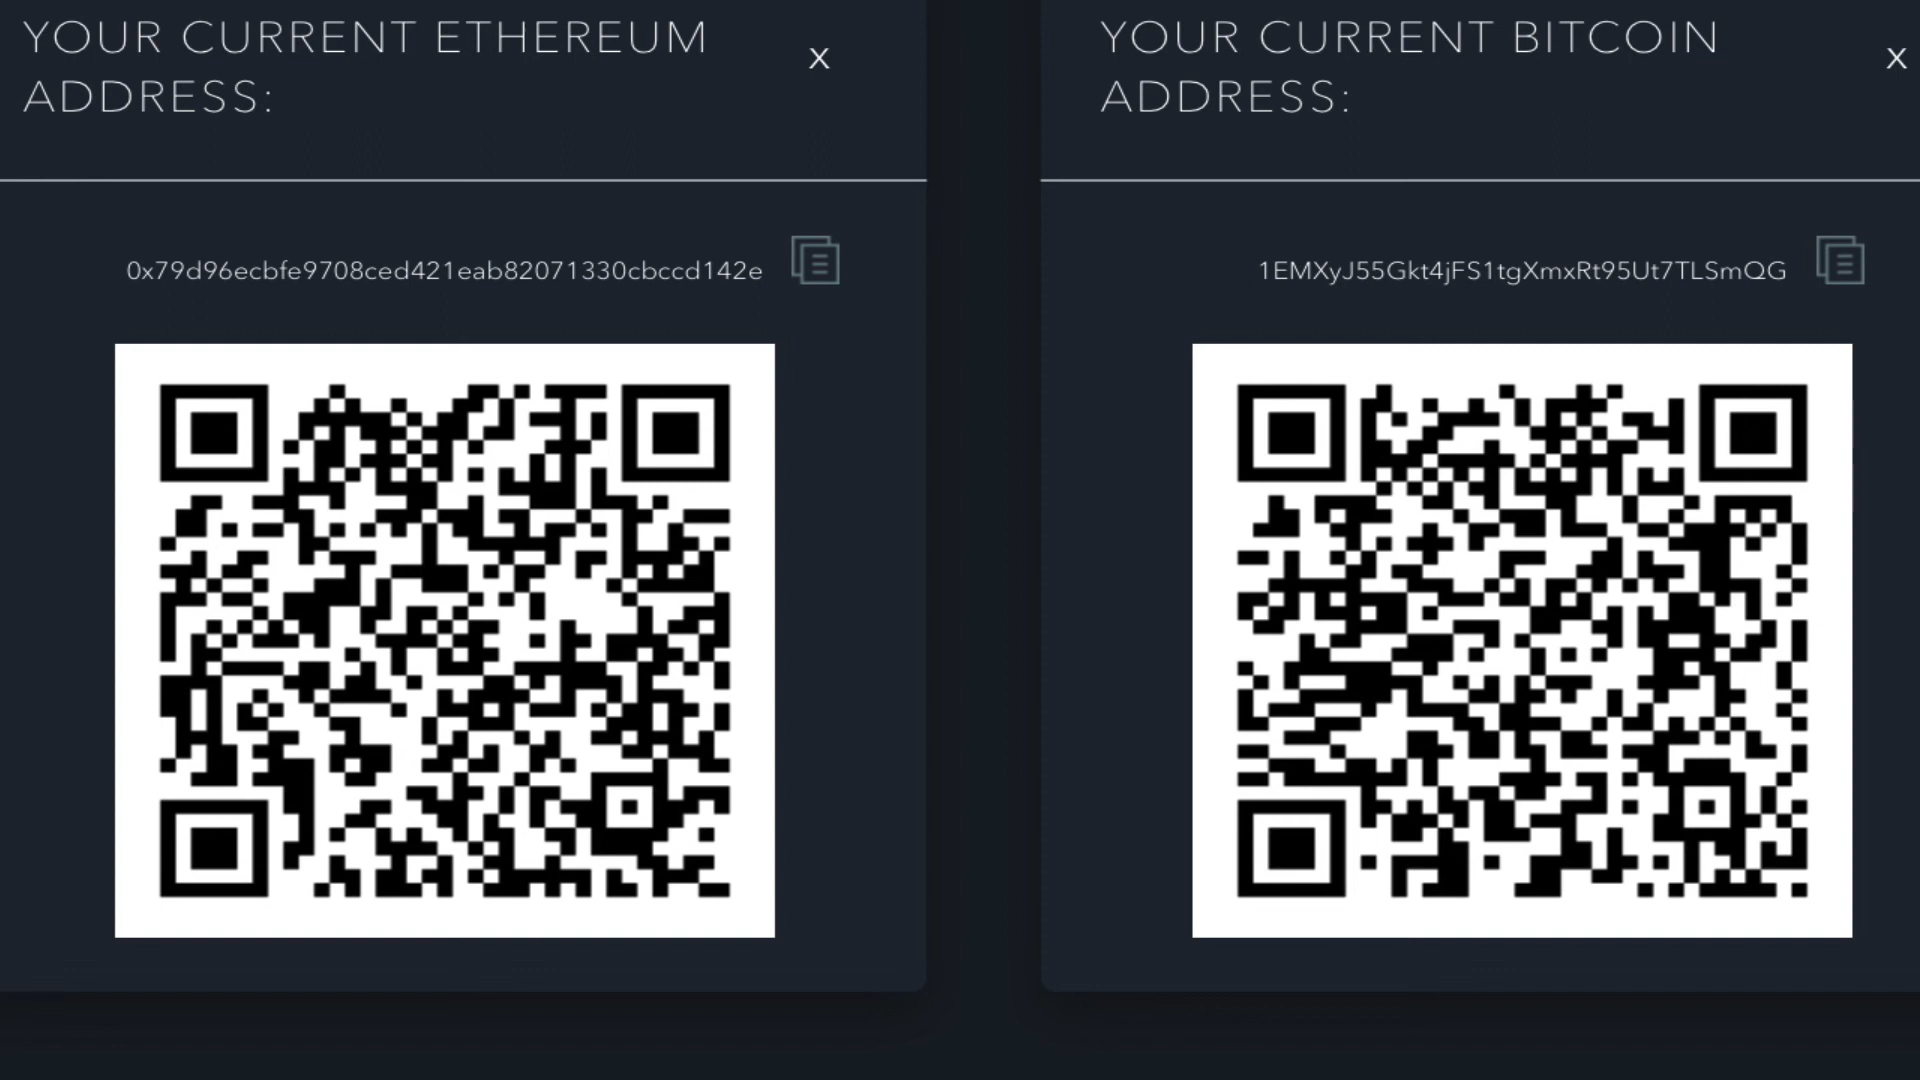 YOUR CURRENT ETHEREUM
ADDRESS:
X
0x79d96ecbfe9708ced421eab82071330cbccd142e
YOUR CURRENT BITCOIN
ADDRESS:
X
1EMXyJ55Gkt4jFS1tgXmxRt95Ut7TLSmQG